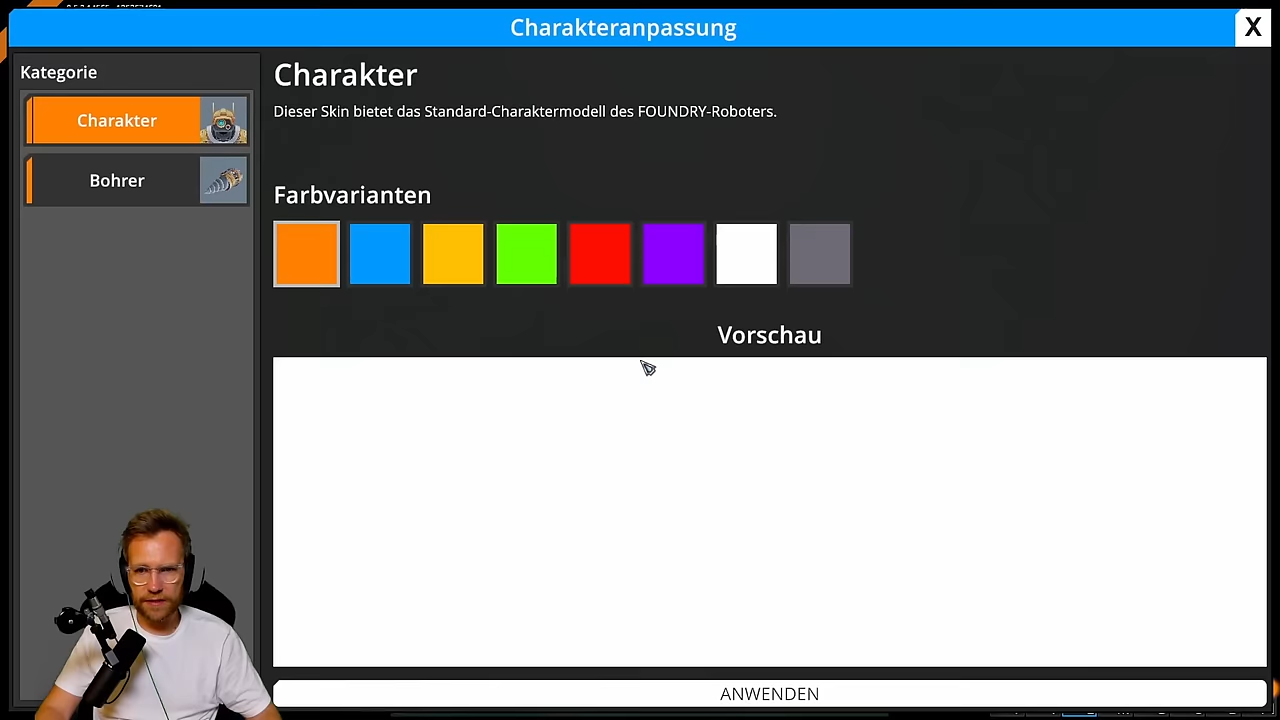 Charakteranpassung
X
Kategorie
Charakter
Bohrer
Charakter
Dieser Skin bietet das Standard-Charaktermodell des FOUNDRY-Roboters.
Farbvarianten
Vorschau
ANWENDEN